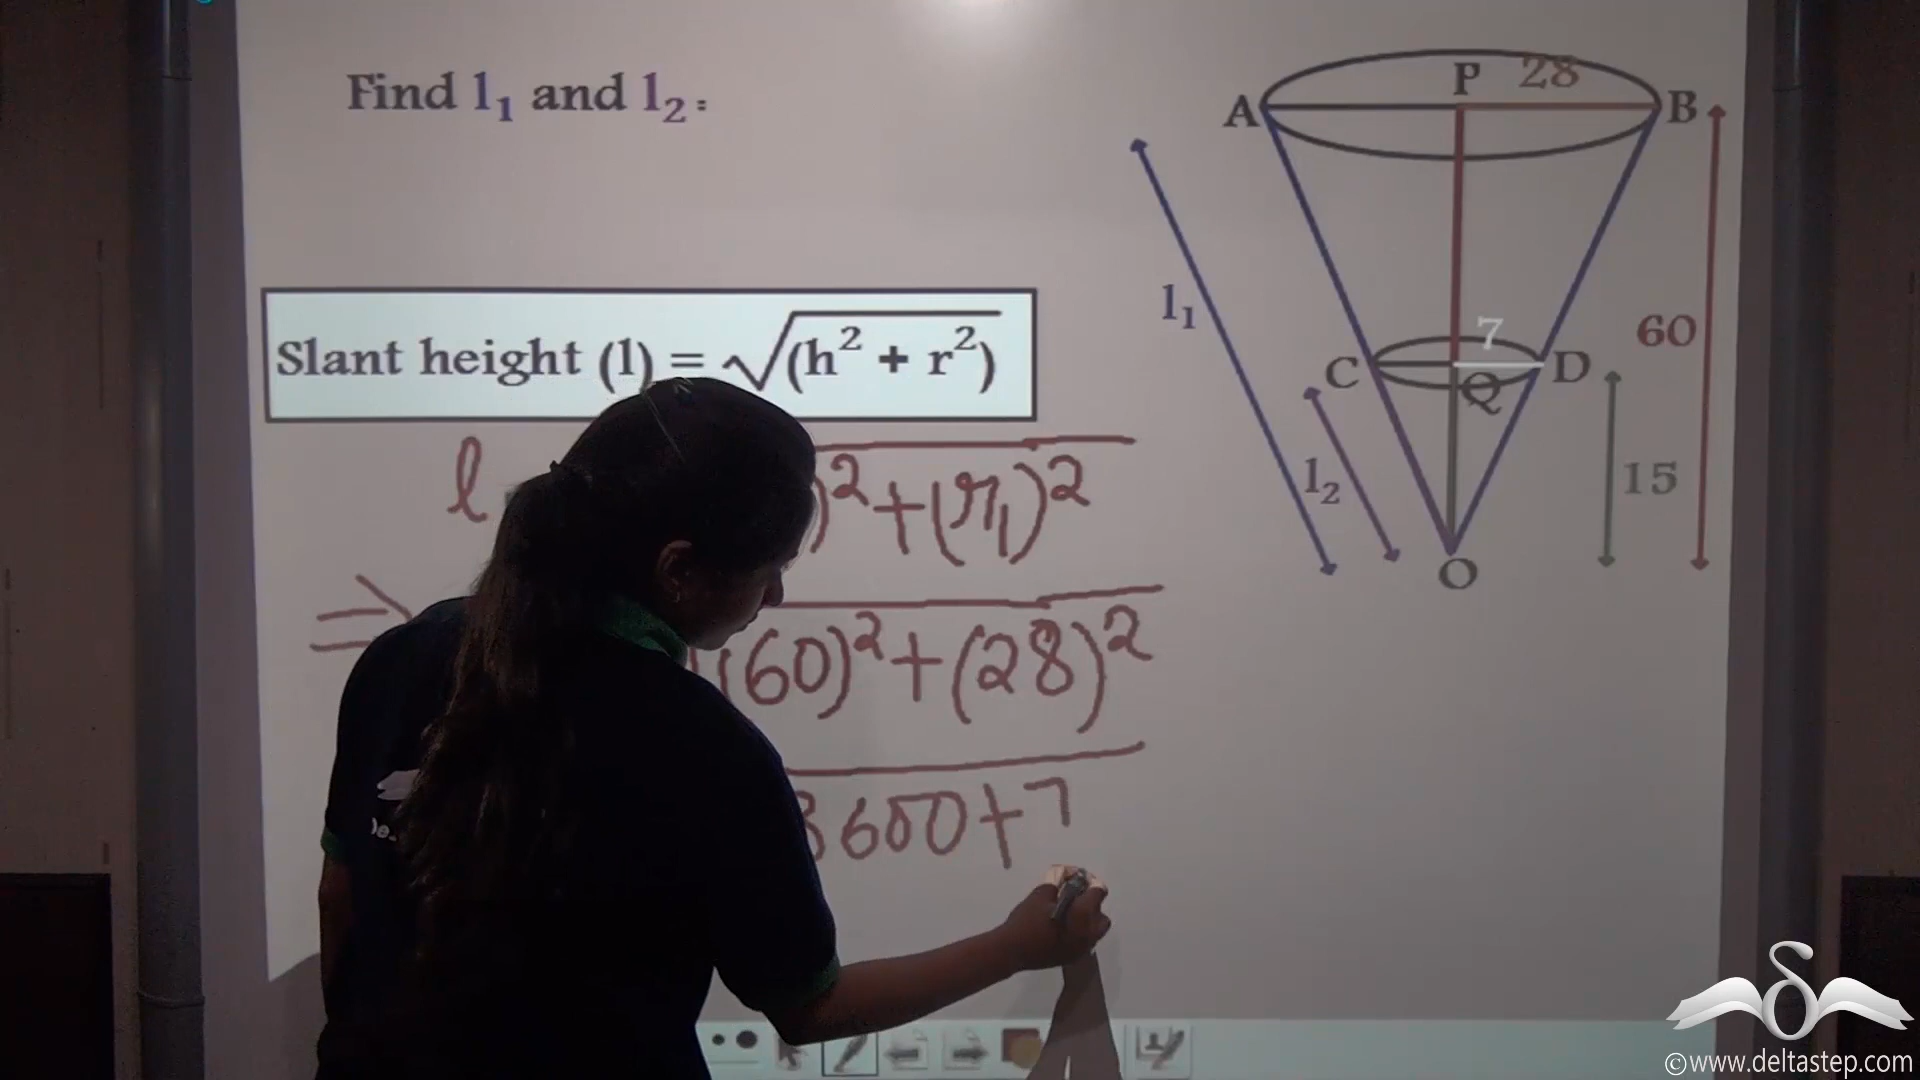 Find l₁ and l₂ :
P 28
A
B
l₁
60
7
Slant height (l) = √(h² + r²)
C
D
Q
l
)² + (r₁)²
l₂
15
O
⇒
(60)² + (28)²
3600 + 7
De
©www.deltastep.com